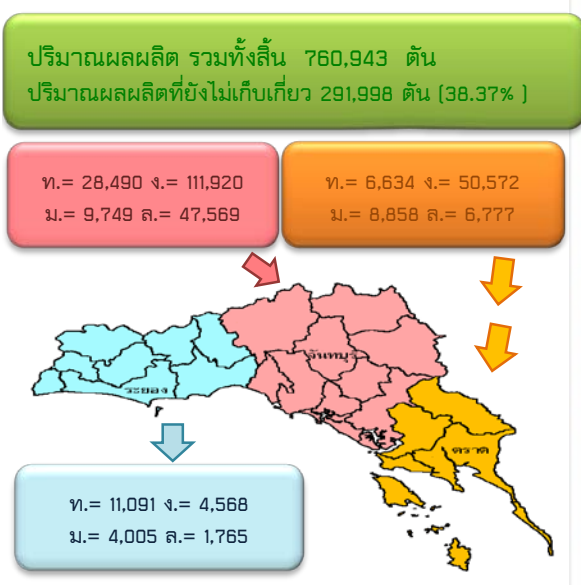 ปริมาณผลผลิต รวมทั้งสิ้น 760,943 ตัน
ปริมาณผลผลิตที่ยังไม่เก็บเกี่ยว 291,998 ตัน (38.37% )
ท.= 28,490 ง.= 111,920
ม.= 9,749 ล.= 47,569
ท.= 6,634 ง.= 50,572
ม.= 8,858 ล.= 6,777
จันทบุรี
ระยอง
ตราด
ท.= 11,091 ง.= 4,568
ม.= 4,005 ล.= 1,765